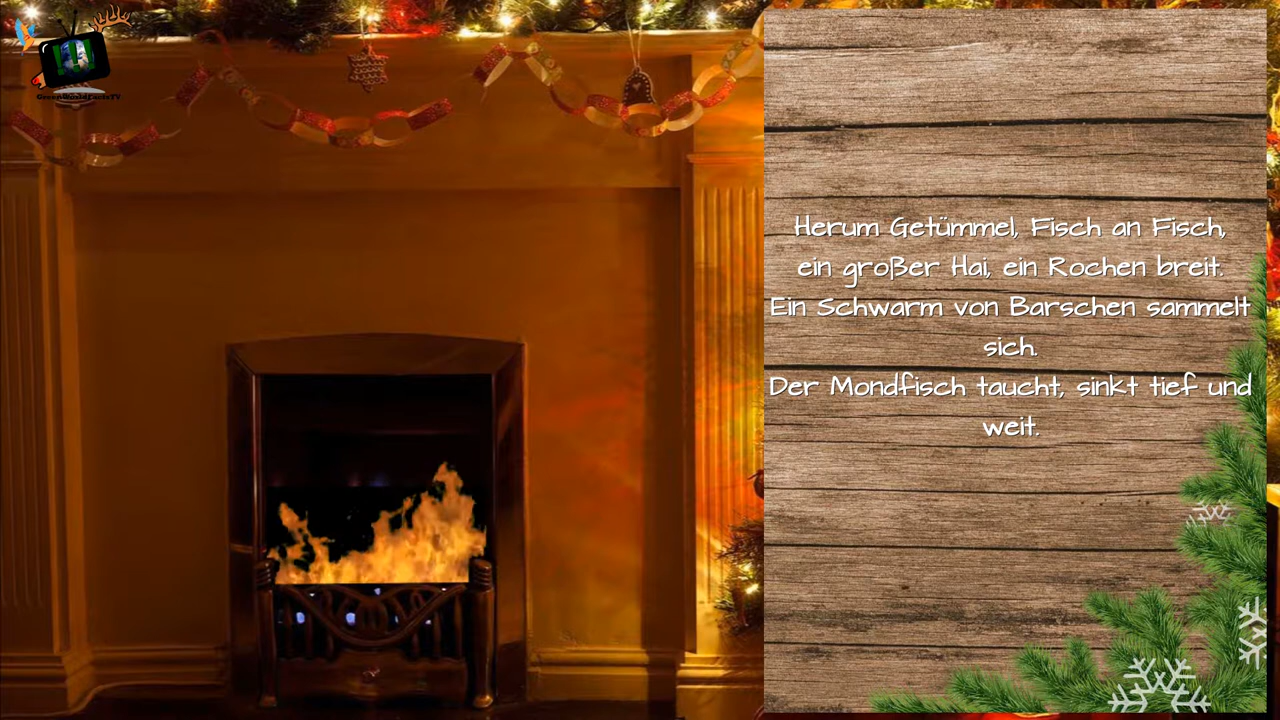 Herum Getümmel, Fisch an Fisch,
ein großer Hai, ein Rochen breit.
Ein Schwarm von Barschen sammelt
sich.
Der Mondfisch taucht, sinkt tief und
weit.